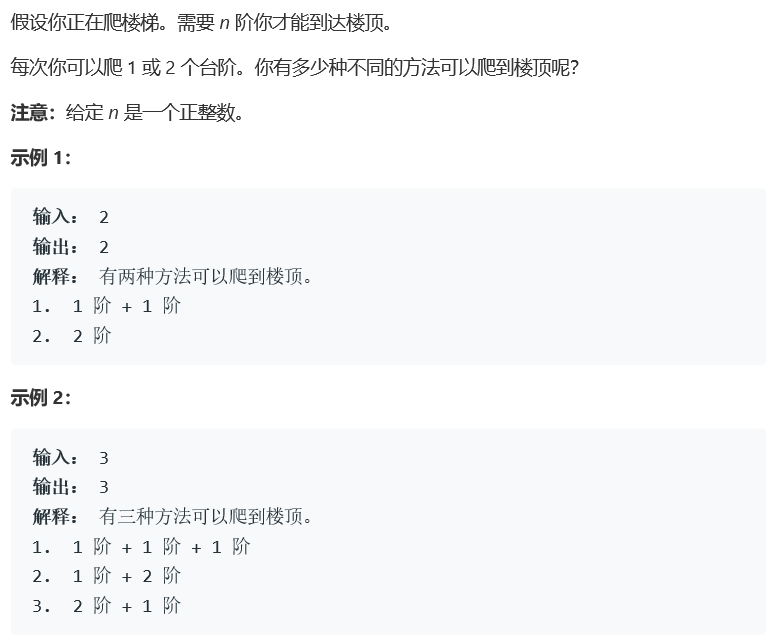 假设你正在爬楼梯。需要 n 阶你才能到达楼顶。
每次你可以爬 1 或 2 个台阶。你有多少种不同的方法可以爬到楼顶呢？
注意：给定 n 是一个正整数。
示例 1：
输入： 2
输出： 2
解释： 有两种方法可以爬到楼顶。
1. 1 阶 + 1 阶
2. 2 阶
示例 2：
输入： 3
输出： 3
解释： 有三种方法可以爬到楼顶。
1. 1 阶 + 1 阶 + 1 阶
2. 1 阶 + 2 阶
3. 2 阶 + 1 阶